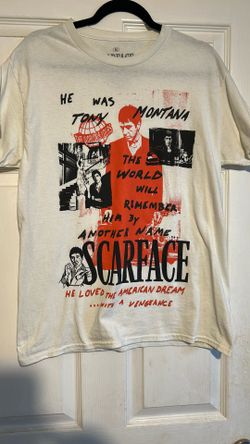 HE WAS
TONY MONTANA
THE
WORLD
WILL
REMEMBER
HIM BY
ANOTHER NAME...
SCARFACE
HE LOVED THE AMERICAN DREAM
....WITH A VENGEANCE